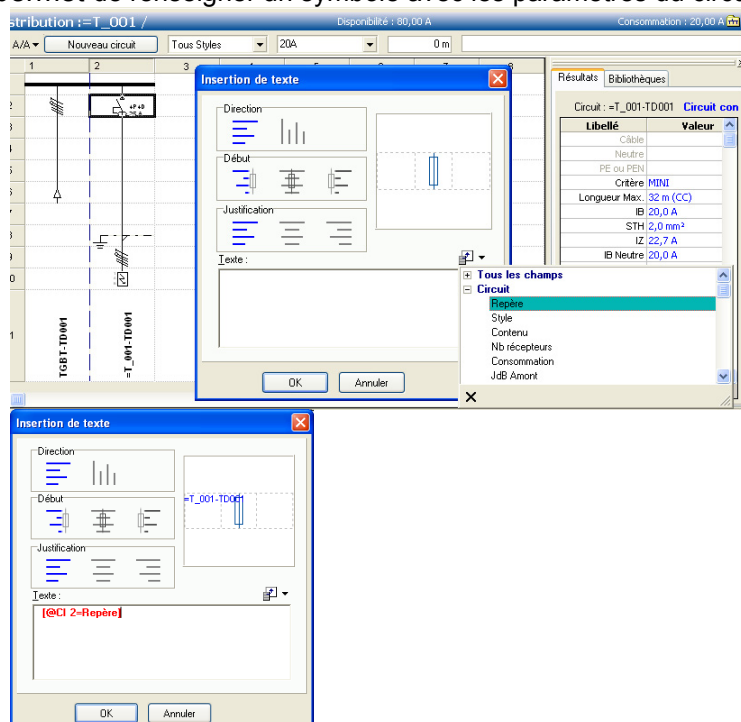 permet de renseigner un symbole avec les paramètres du circu
stribution :=T_001 / Disponibilité : 80,00 A Consommation : 20,00 A
A/A Nouveau circuit Tous Styles 20A 0 m
1 2 3
Insertion de texte
Direction
Début
Justification
Texte :
OK Annuler
TGBT-TD001
=T_001-TD001
Résultats Bibliothèques
Circuit : =T_001-TD001 Circuit con
Libellé Valeur
Câble
Neutre
PE ou PEN
Critère MINI
Longueur Max. 32 m (CC)
IB 20,0 A
STH 2,0 mm²
IZ 22,7 A
IB Neutre 20,0 A
Tous les champs
Circuit
Repère
Style
Contenu
Nb récepteurs
Consommation
JdB Amont
Insertion de texte
Direction
Début
=T_001-TD001
Justification
Texte :
[@CI 2=Repère]
OK Annuler